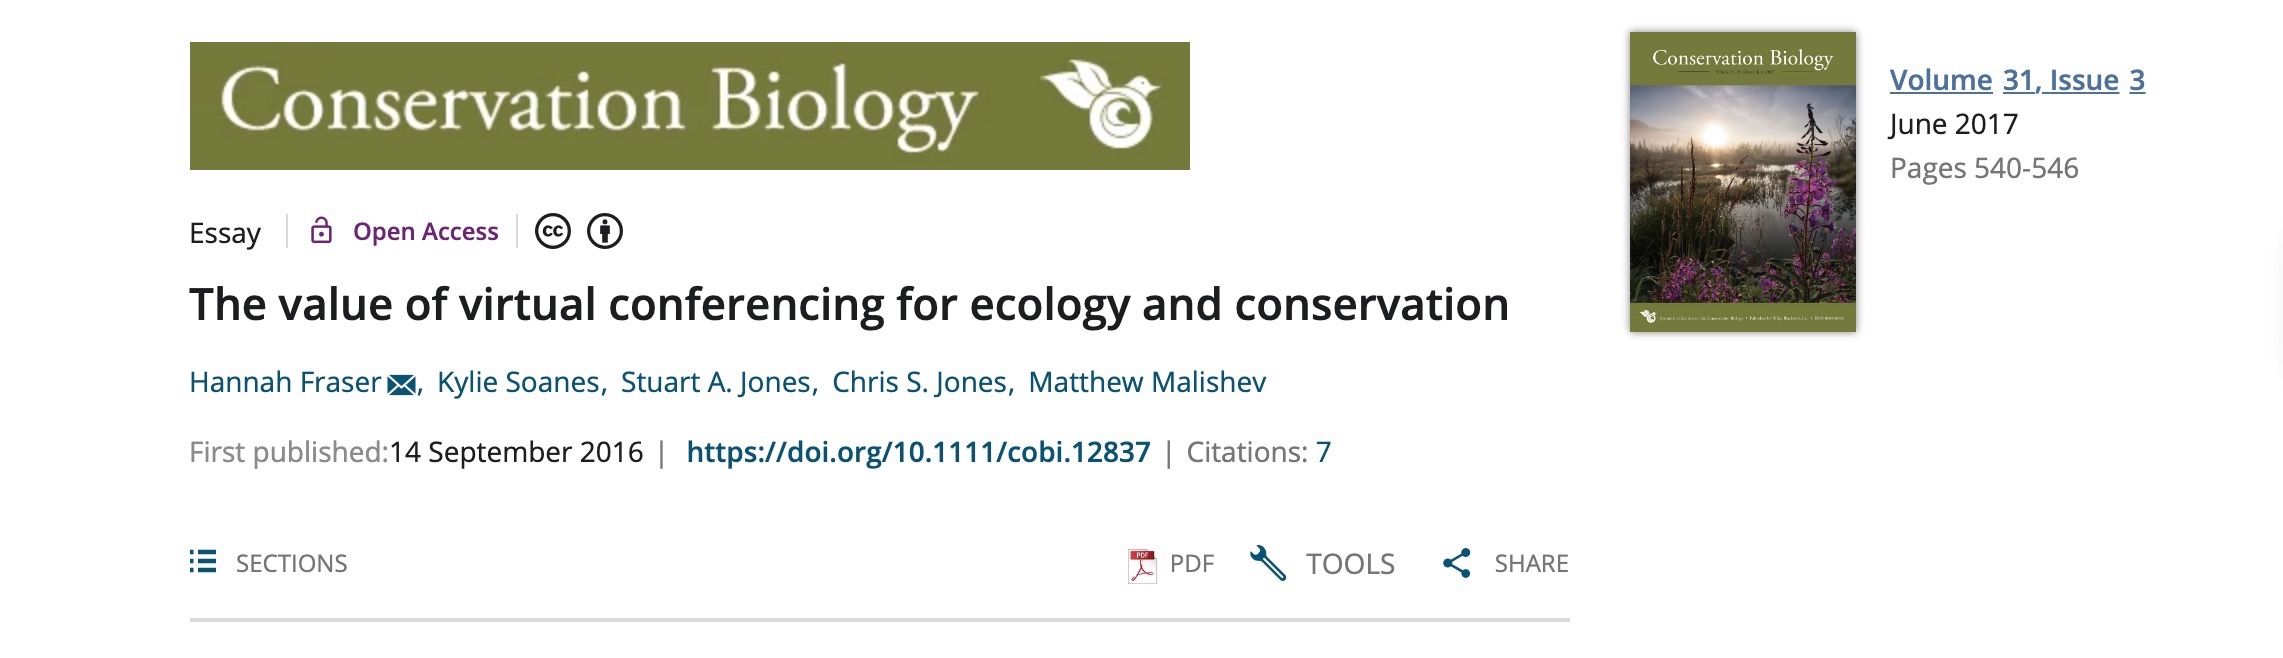 Conservation Biology
Essay
Open Access
cc
The value of virtual conferencing for ecology and conservation
Hannah Fraser, Kylie Soanes, Stuart A. Jones, Chris S. Jones, Matthew Malishev
First published:14 September 2016 | https://doi.org/10.1111/cobi.12837 | Citations: 7
SECTIONS
PDF
PDF
TOOLS
SHARE
Conservation Biology
Volume 31, Issue 3
June 2017
Pages 540-546